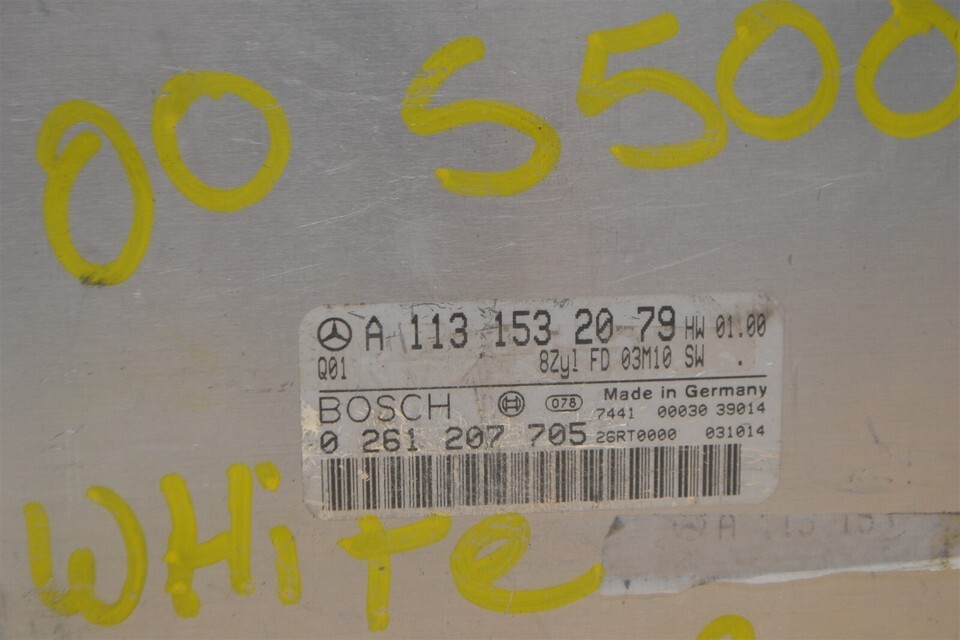 00 S500
A 113 153 20 79 HW 01.00
Q01 8Zyl FD 03M10 SW .
BOSCH 078 Made in Germany
7441 00030 39014
0 261 207 705 26RT0000 031014
WHiTe